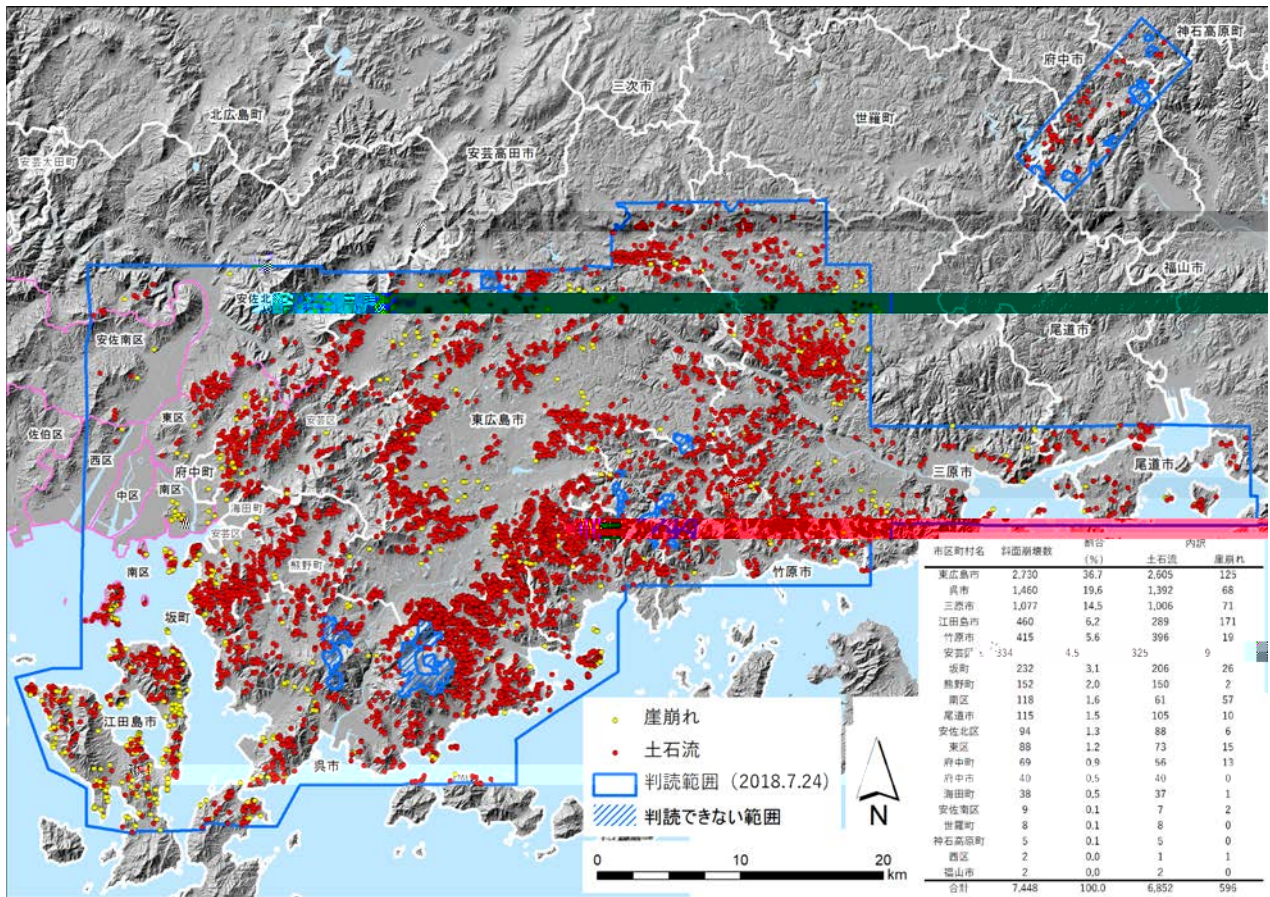 神石高原町
府中市
三次市
北広島町
世羅町
安芸高田市
安芸太田町
福山市
安佐北
尾道市
安佐南区
東区
佐伯区
安芸区
東広島市
西区
府中町
三原市
尾道市
中区
南区
海田町
安芸区
熊野町
南区
竹原市
坂町
江田島市
呉市
崖崩れ
土石流
判読範囲（2018.7.24）
判読できない範囲
N
0 10 20
km
市区町村名 斜面崩壊数 割合 内訳
(%) 土石流 崖崩れ
東広島市 2,730 36.7 2,605 125
呉市 1,460 19.6 1,392 68
三原市 1,077 14.5 1,006 71
江田島市 460 6.2 289 171
竹原市 415 5.6 396 19
安芸区 334 4.5 325 9
坂町 232 3.1 206 26
熊野町 152 2.0 150 2
南区 118 1.6 61 57
尾道市 115 1.5 105 10
安佐北区 94 1.3 88 6
東区 88 1.2 73 15
府中町 69 0.9 56 13
府中市 40 0.5 40 0
海田町 38 0.5 37 1
安佐南区 9 0.1 7 2
世羅町 8 0.1 8 0
神石高原町 5 0.1 5 0
西区 2 0.0 1 1
福山市 2 0.0 2 0
合計 7,448 100.0 6,852 596